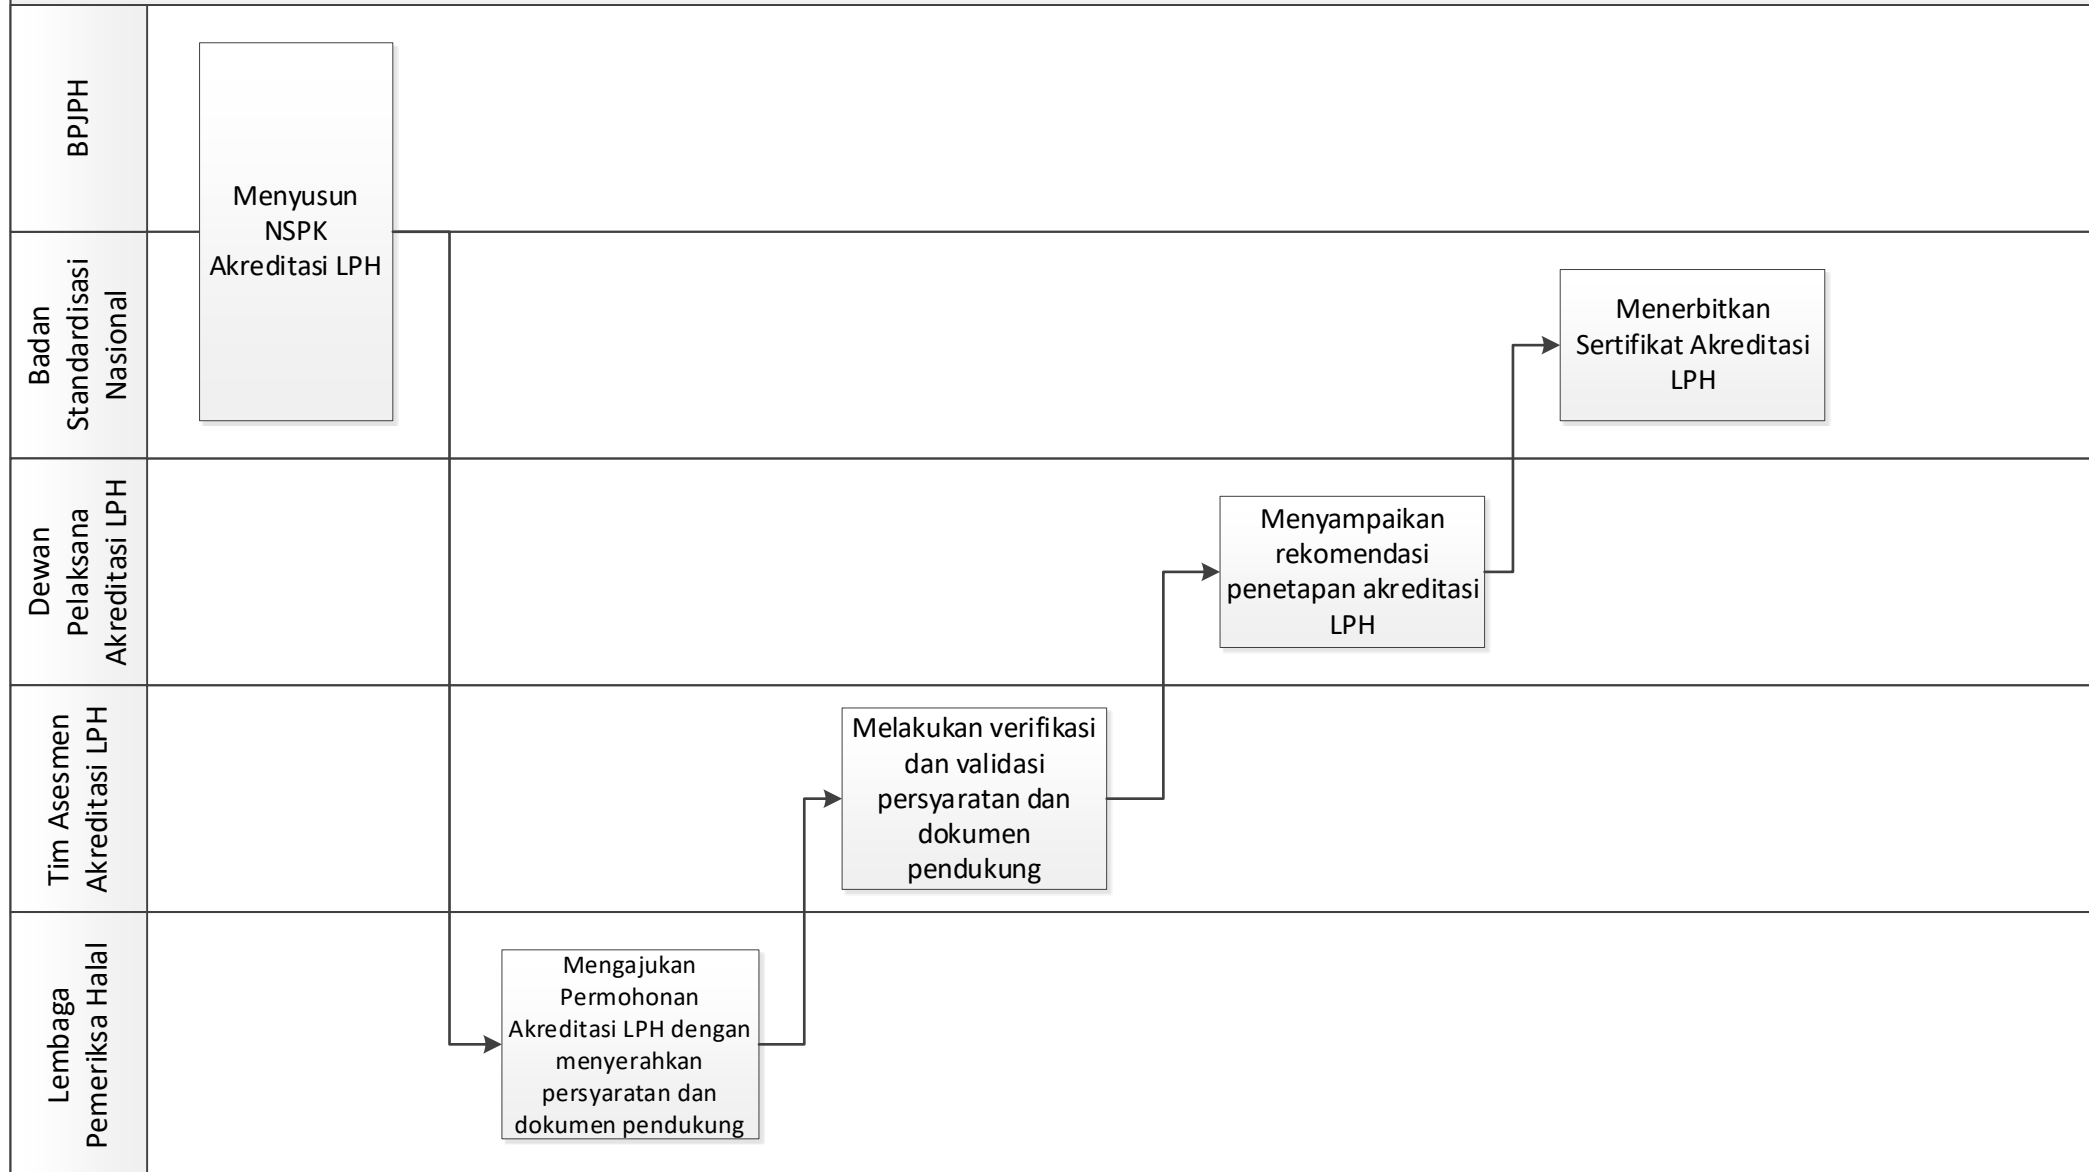 BPJPH
Menyusun
NSPK
Akreditasi LPH
Badan
Standardisasi
Nasional
Menerbitkan
Sertifikat Akreditasi
LPH
Dewan
Pelaksana
Akreditasi LPH
Menyampaikan
rekomendasi
penetapan akreditasi
LPH
Tim Asesmen
Akreditasi LPH
Melakukan verifikasi
dan validasi
persyaratan dan
dokumen
pendukung
Lembaga
Pemeriksa Halal
Mengajukan
Permohonan
Akreditasi LPH dengan
menyerahkan
persyaratan dan
dokumen pendukung